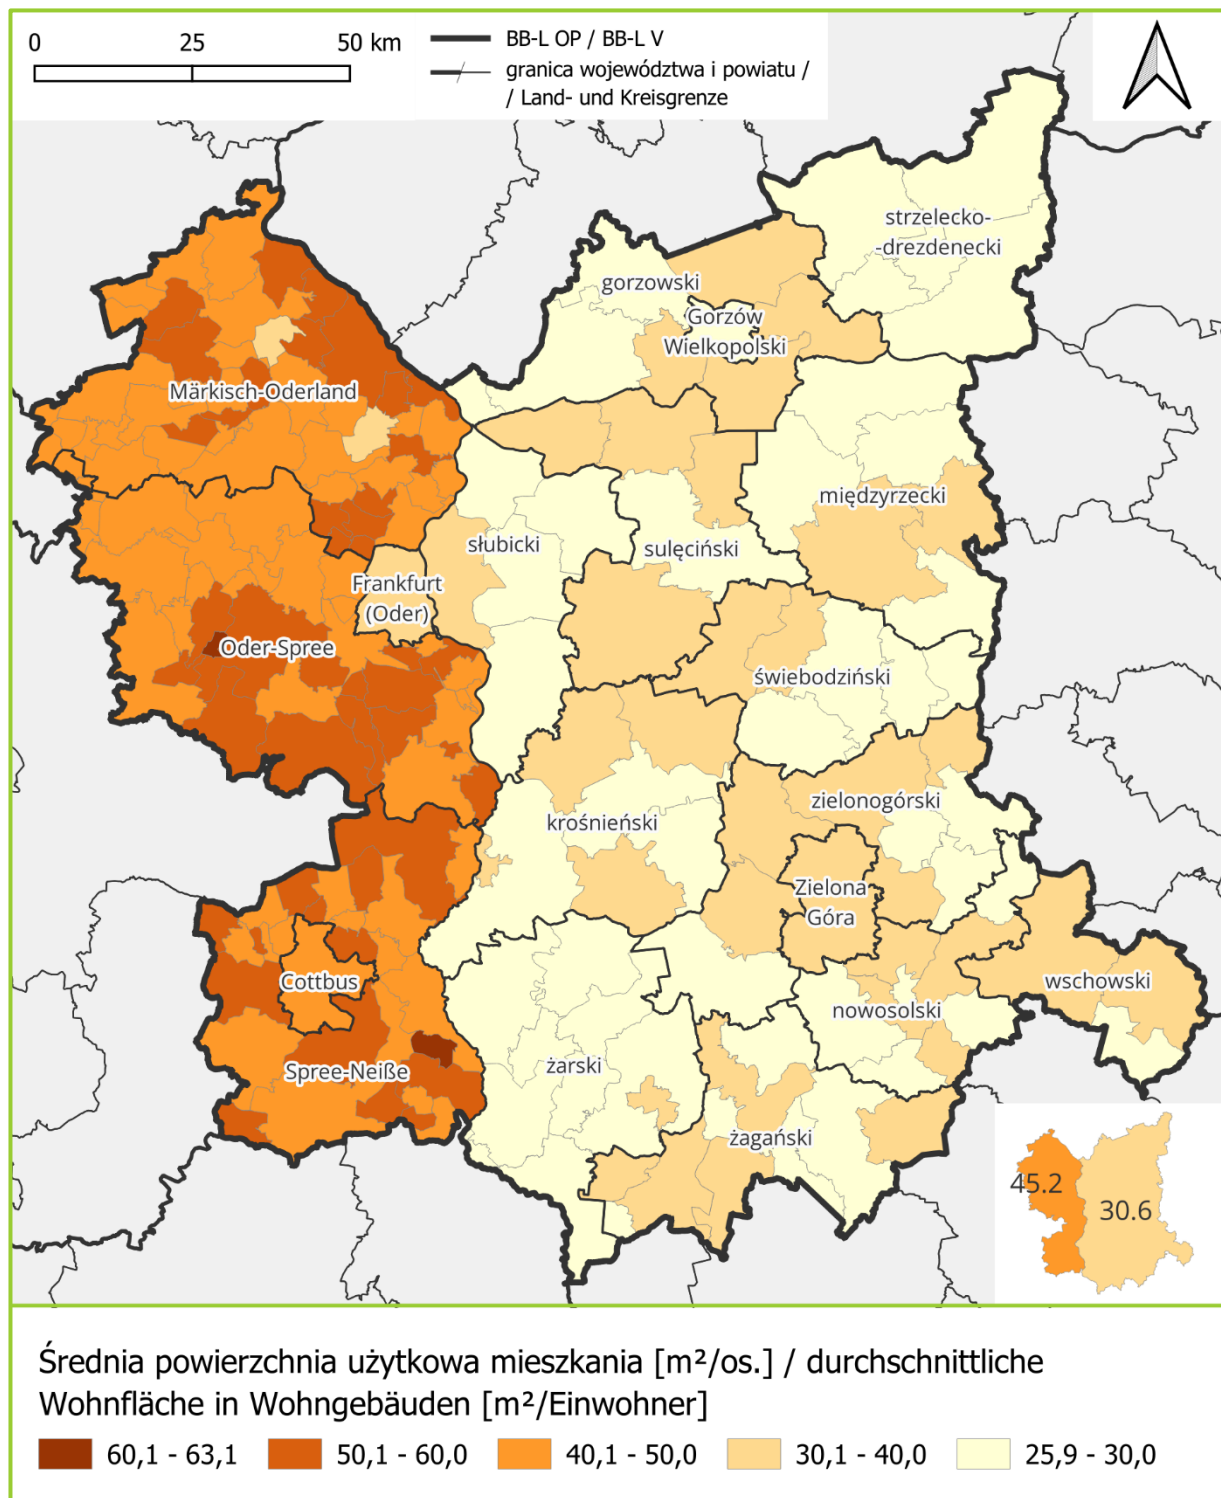 0 25 50 km
BB-L OP / BB-L V
granica województwa i powiatu /
/ Land- und Kreisgrenze
strzelecko-
-drezdenecki
gorzowski
Gorzów
Wielkopolski
Märkisch-Oderland
międzyrzecki
słubicki
sulęciński
Frankfurt
(Oder)
Oder-Spree
świebodziński
zielonogórski
krośnieński
Zielona
Góra
Cottbus
wschowski
nowosolski
żarski
Spree-Neiße
żagański
45.2
30.6
Średnia powierzchnia użytkowa mieszkania [m²/os.] / durchschnittliche
Wohnfläche in Wohngebäuden [m²/Einwohner]
60,1 - 63,1 50,1 - 60,0 40,1 - 50,0 30,1 - 40,0 25,9 - 30,0